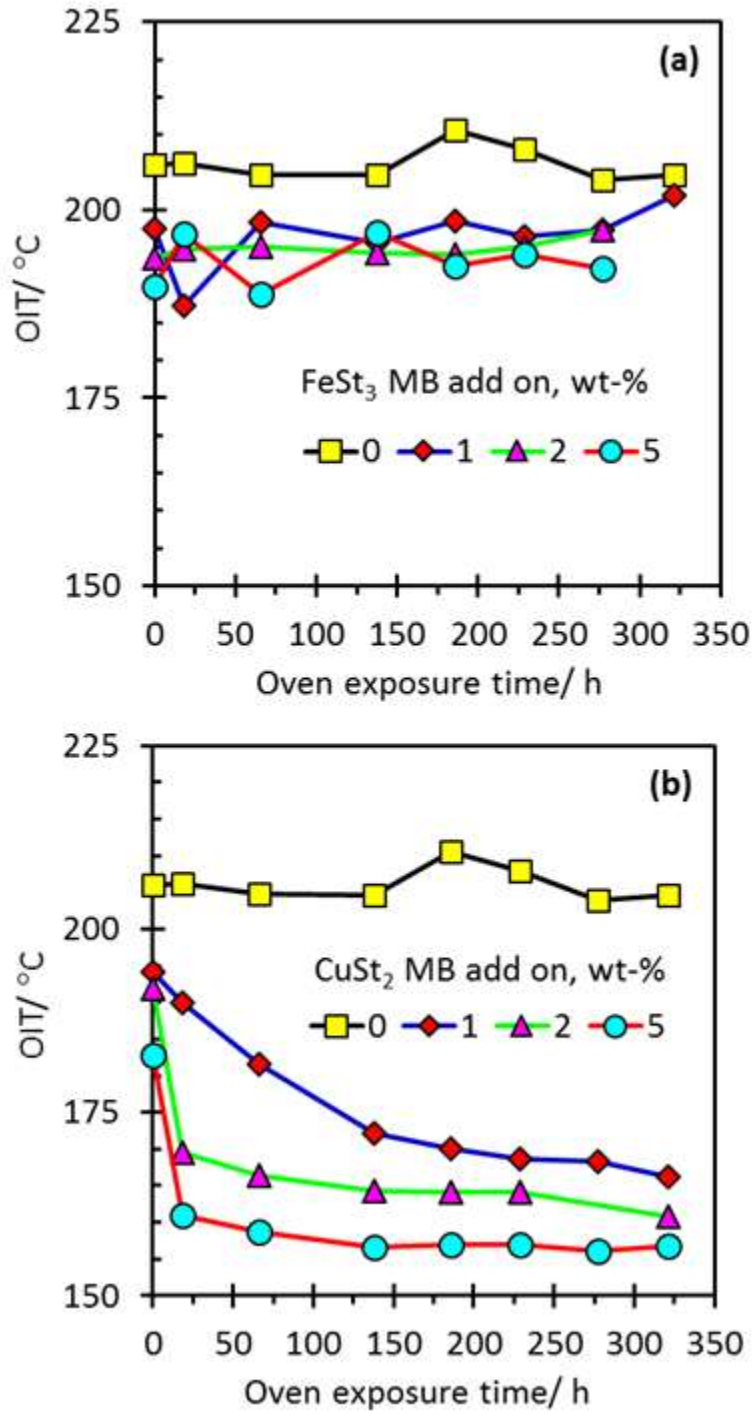 225
(a)
200
OIT/ °C
FeSt₃ MB add on, wt-%
175
0 1 2 5
150
0 50 100 150 200 250 300 350
Oven exposure time/ h
225
(b)
200
CuSt₂ MB add on, wt-%
OIT/ °C
0 1 2 5
175
150
0 50 100 150 200 250 300 350
Oven exposure time/ h